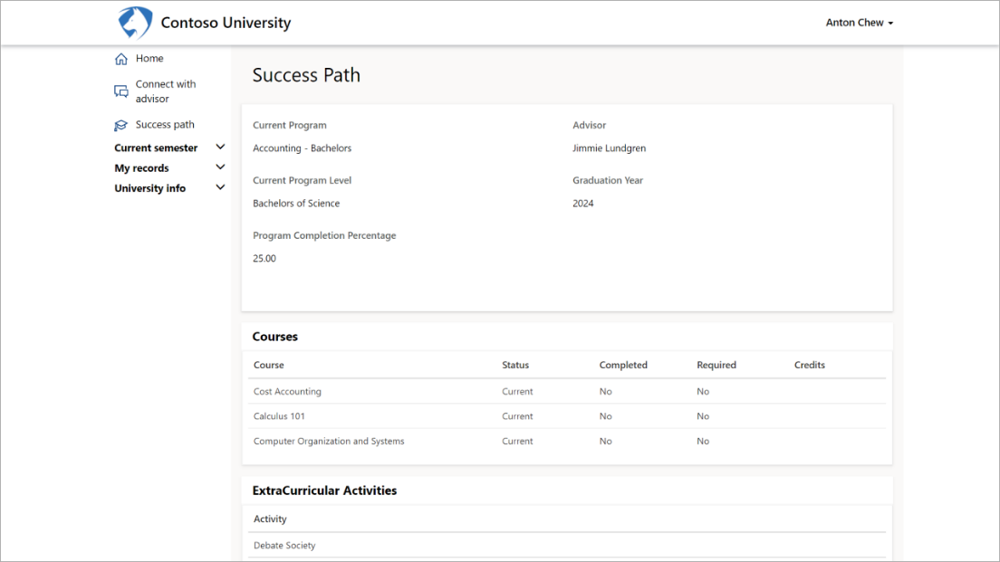 Contoso University
Anton Chew
Home
Connect with
advisor
Success path
Current semester
My records
University info
Success Path
Current Program
Advisor
Accounting - Bachelors
Jimmie Lundgren
Current Program Level
Graduation Year
Bachelors of Science
2024
Program Completion Percentage
25.00
Courses
Course Status Completed Required Credits
Cost Accounting Current No No
Calculus 101 Current No No
Computer Organization and Systems Current No No
ExtraCurricular Activities
Activity
Debate Society